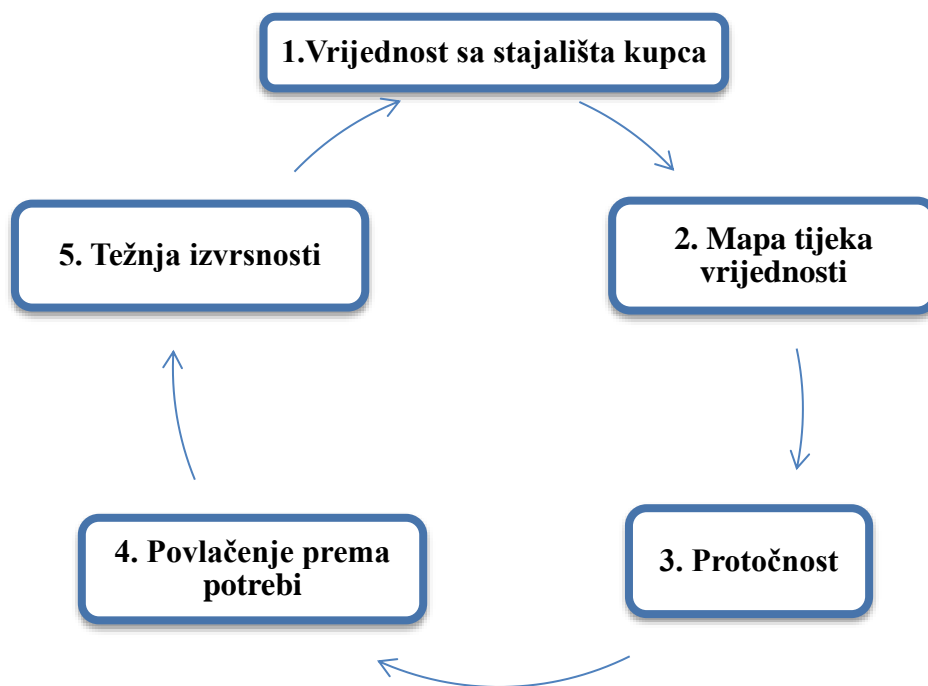 1.Vrijednost sa stajališta kupca
2. Mapa tijeka
vrijednosti
3. Protočnost
4. Povlačenje prema
potrebi
5. Težnja izvrsnosti